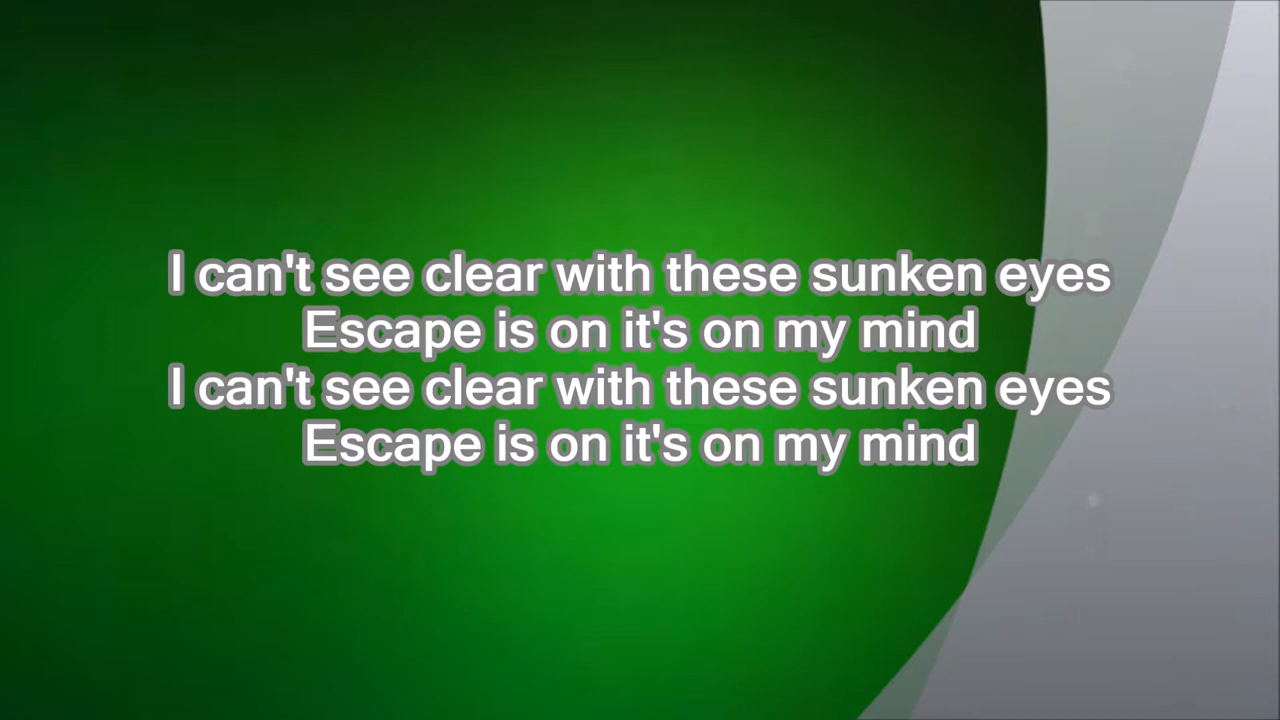 I can't see clear with these sunken eyes
Escape is on it's on my mind
I can't see clear with these sunken eyes
Escape is on it's on my mind